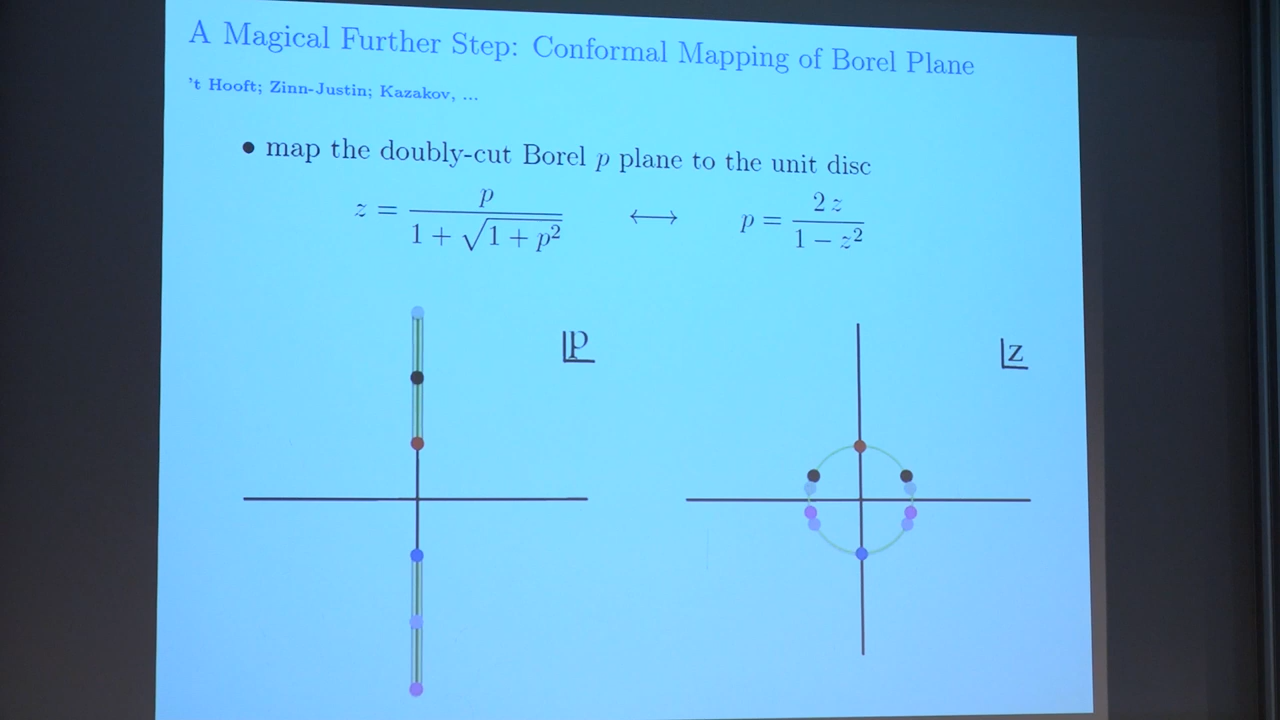 A Magical Further Step: Conformal Mapping of Borel Plane
't Hooft; Zinn-Justin; Kazakov, ...
• map the doubly-cut Borel p plane to the unit disc
z = p / (1 + √(1 + p²)) ⟷ p = 2 z / (1 − z²)
p
z